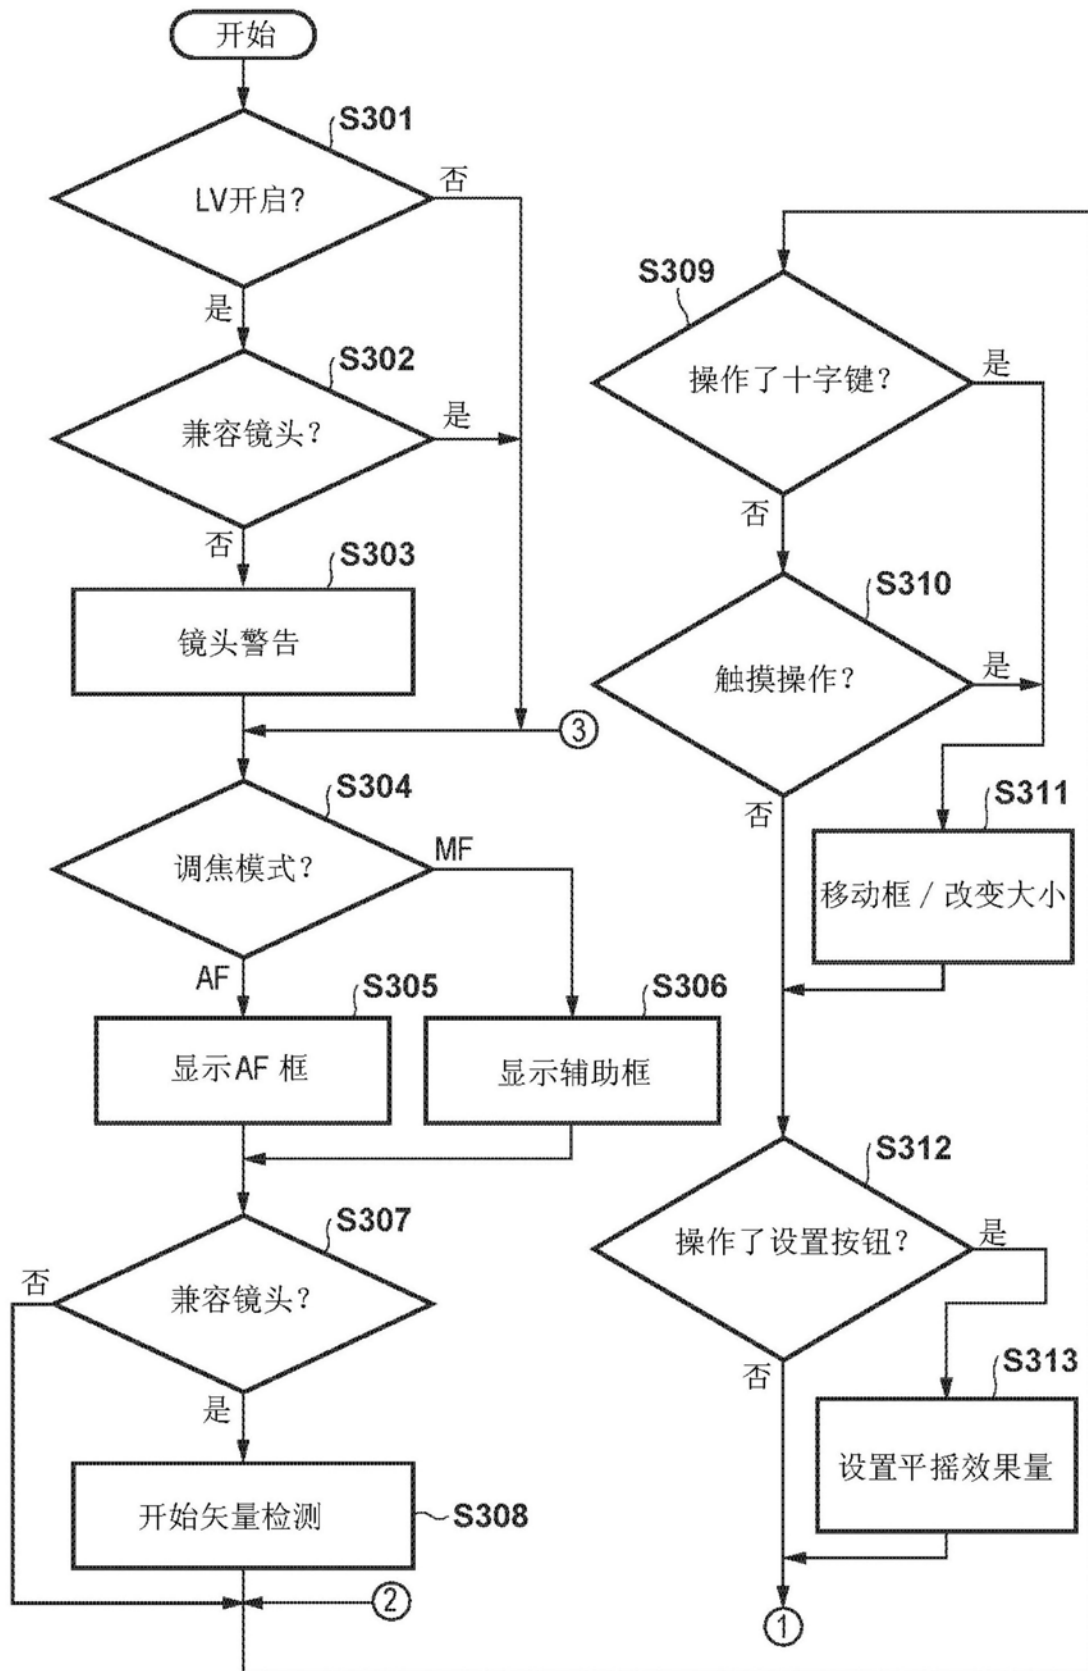 开始
S301
LV开启?
否
是
S302
兼容镜头?
是
否
S303
镜头警告
③
S304
调焦模式?
MF
AF
S305
显示AF 框
S306
显示辅助框
S307
否
兼容镜头?
是
开始矢量检测
S308
②
S309
操作了十字键?
是
否
S310
触摸操作?
是
否
S311
移动框 / 改变大小
S312
操作了设置按钮?
是
否
S313
设置平摇效果量
①